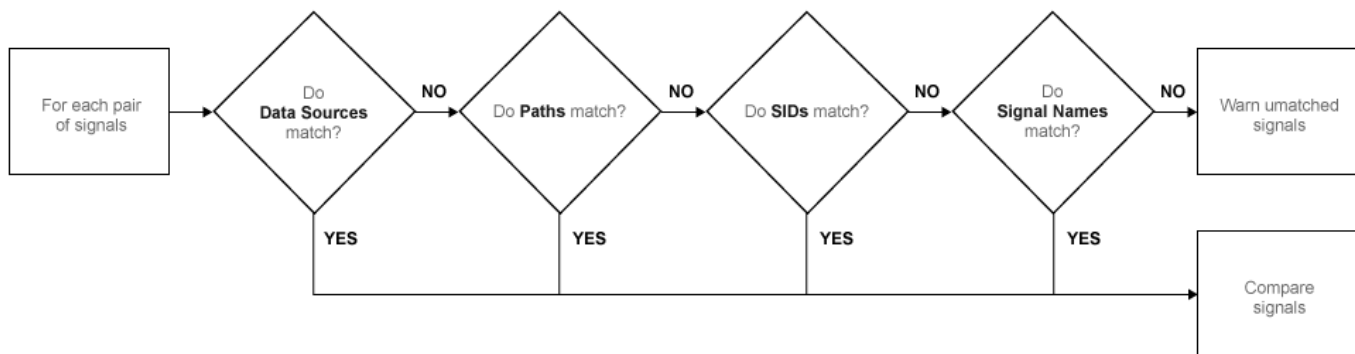 For each pair
of signals
Do
Data Sources
match?
NO
Do Paths match?
NO
Do SIDs match?
NO
Do
Signal Names
match?
NO
Warn umatched
signals
YES
YES
YES
YES
Compare
signals